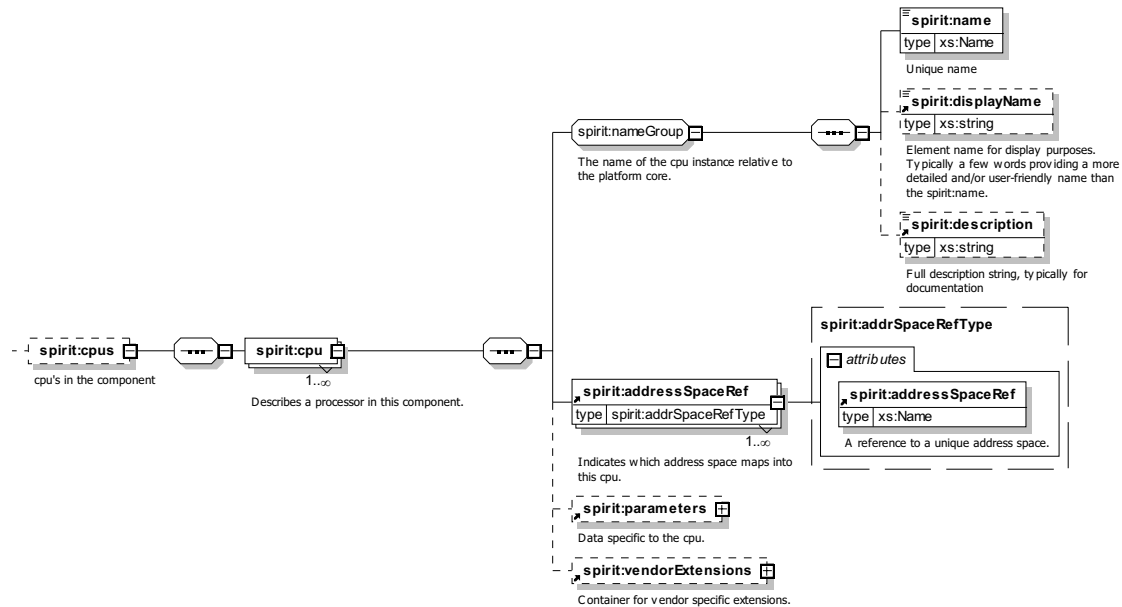 spirit:name
type xs:Name
Unique name
spirit:displayName
type xs:string
Element name for display purposes.
Typically a few words providing a more
detailed and/or user-friendly name than
the spirit:name.
spirit:nameGroup
The name of the cpu instance relative to
the platform core.
spirit:description
type xs:string
Full description string, typically for
documentation
spirit:cpus
cpu's in the component
spirit:cpu
1..∞
Describes a processor in this component.
spirit:addrSpaceRefType
attributes
spirit:addressSpaceRef
type spirit:addrSpaceRefType
1..∞
Indicates which address space maps into
this cpu.
spirit:addressSpaceRef
type xs:Name
A reference to a unique address space.
spirit:parameters
Data specific to the cpu.
spirit:vendorExtensions
Container for vendor specific extensions.